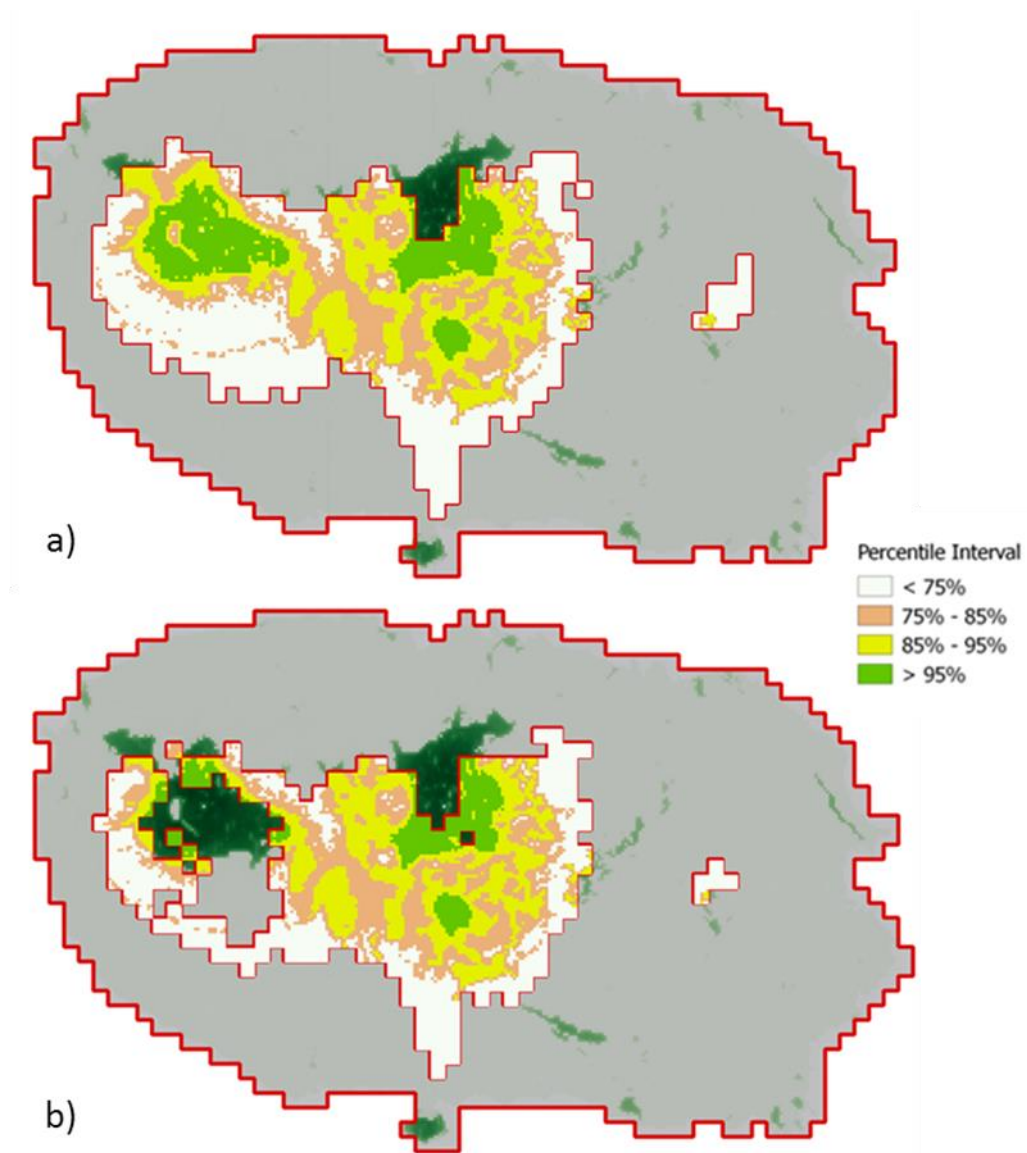 a)
Percentile Interval
< 75%
75% - 85%
85% - 95%
> 95%
b)